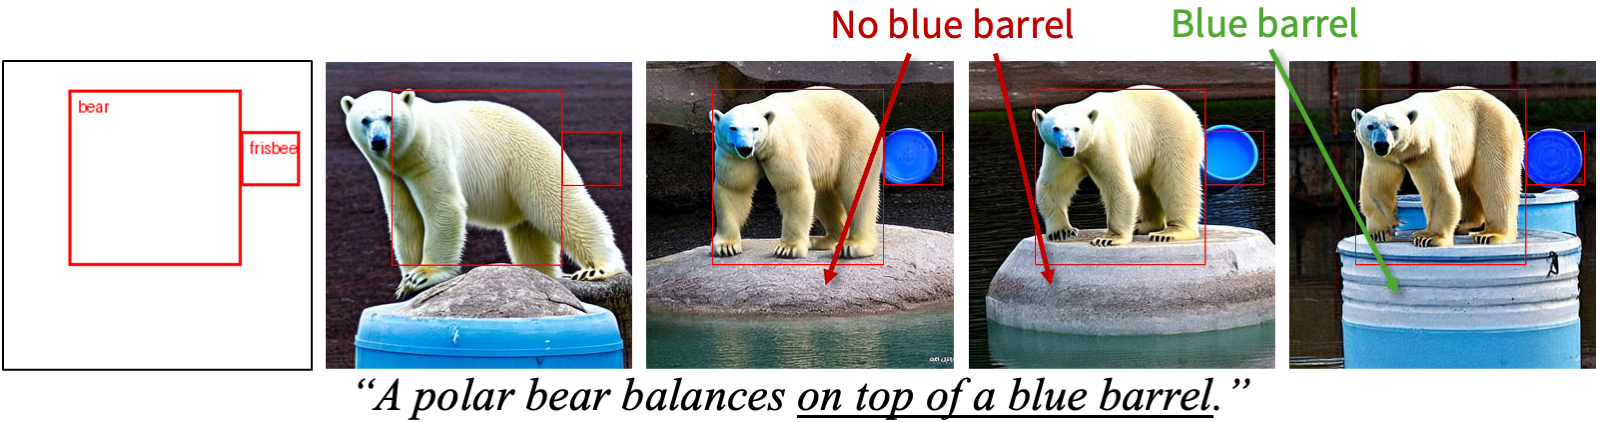 No blue barrel
Blue barrel
bear
frisbee
“A polar bear balances on top of a blue barrel.”